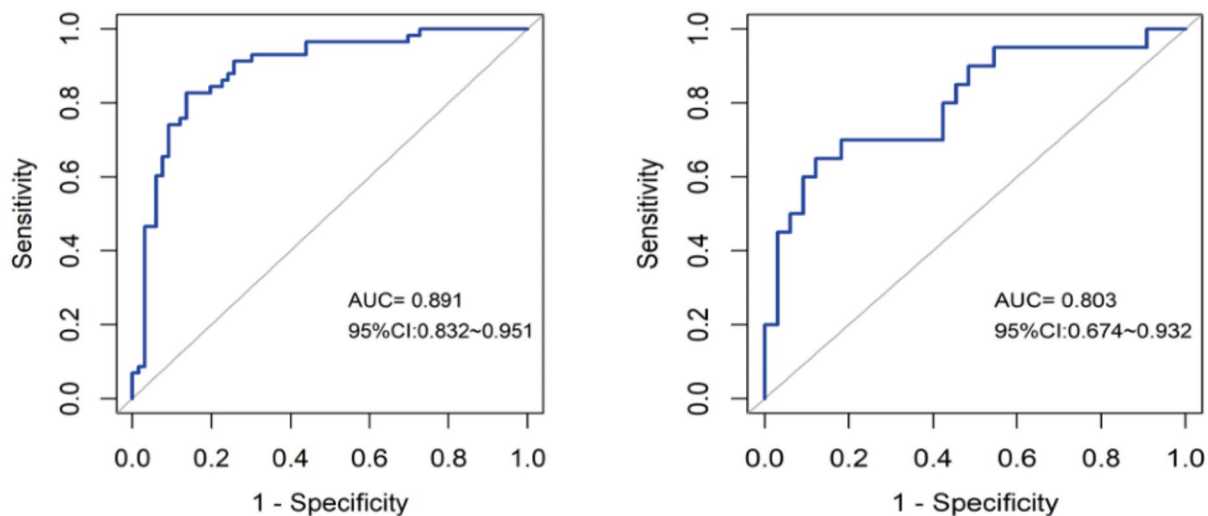 1.0
0.8
0.6
0.4
0.2
0.0
Sensitivity
AUC= 0.891
95%CI:0.832~0.951
0.0 0.2 0.4 0.6 0.8 1.0
1 - Specificity
1.0
0.8
0.6
0.4
0.2
0.0
Sensitivity
AUC= 0.803
95%CI:0.674~0.932
0.0 0.2 0.4 0.6 0.8 1.0
1 - Specificity